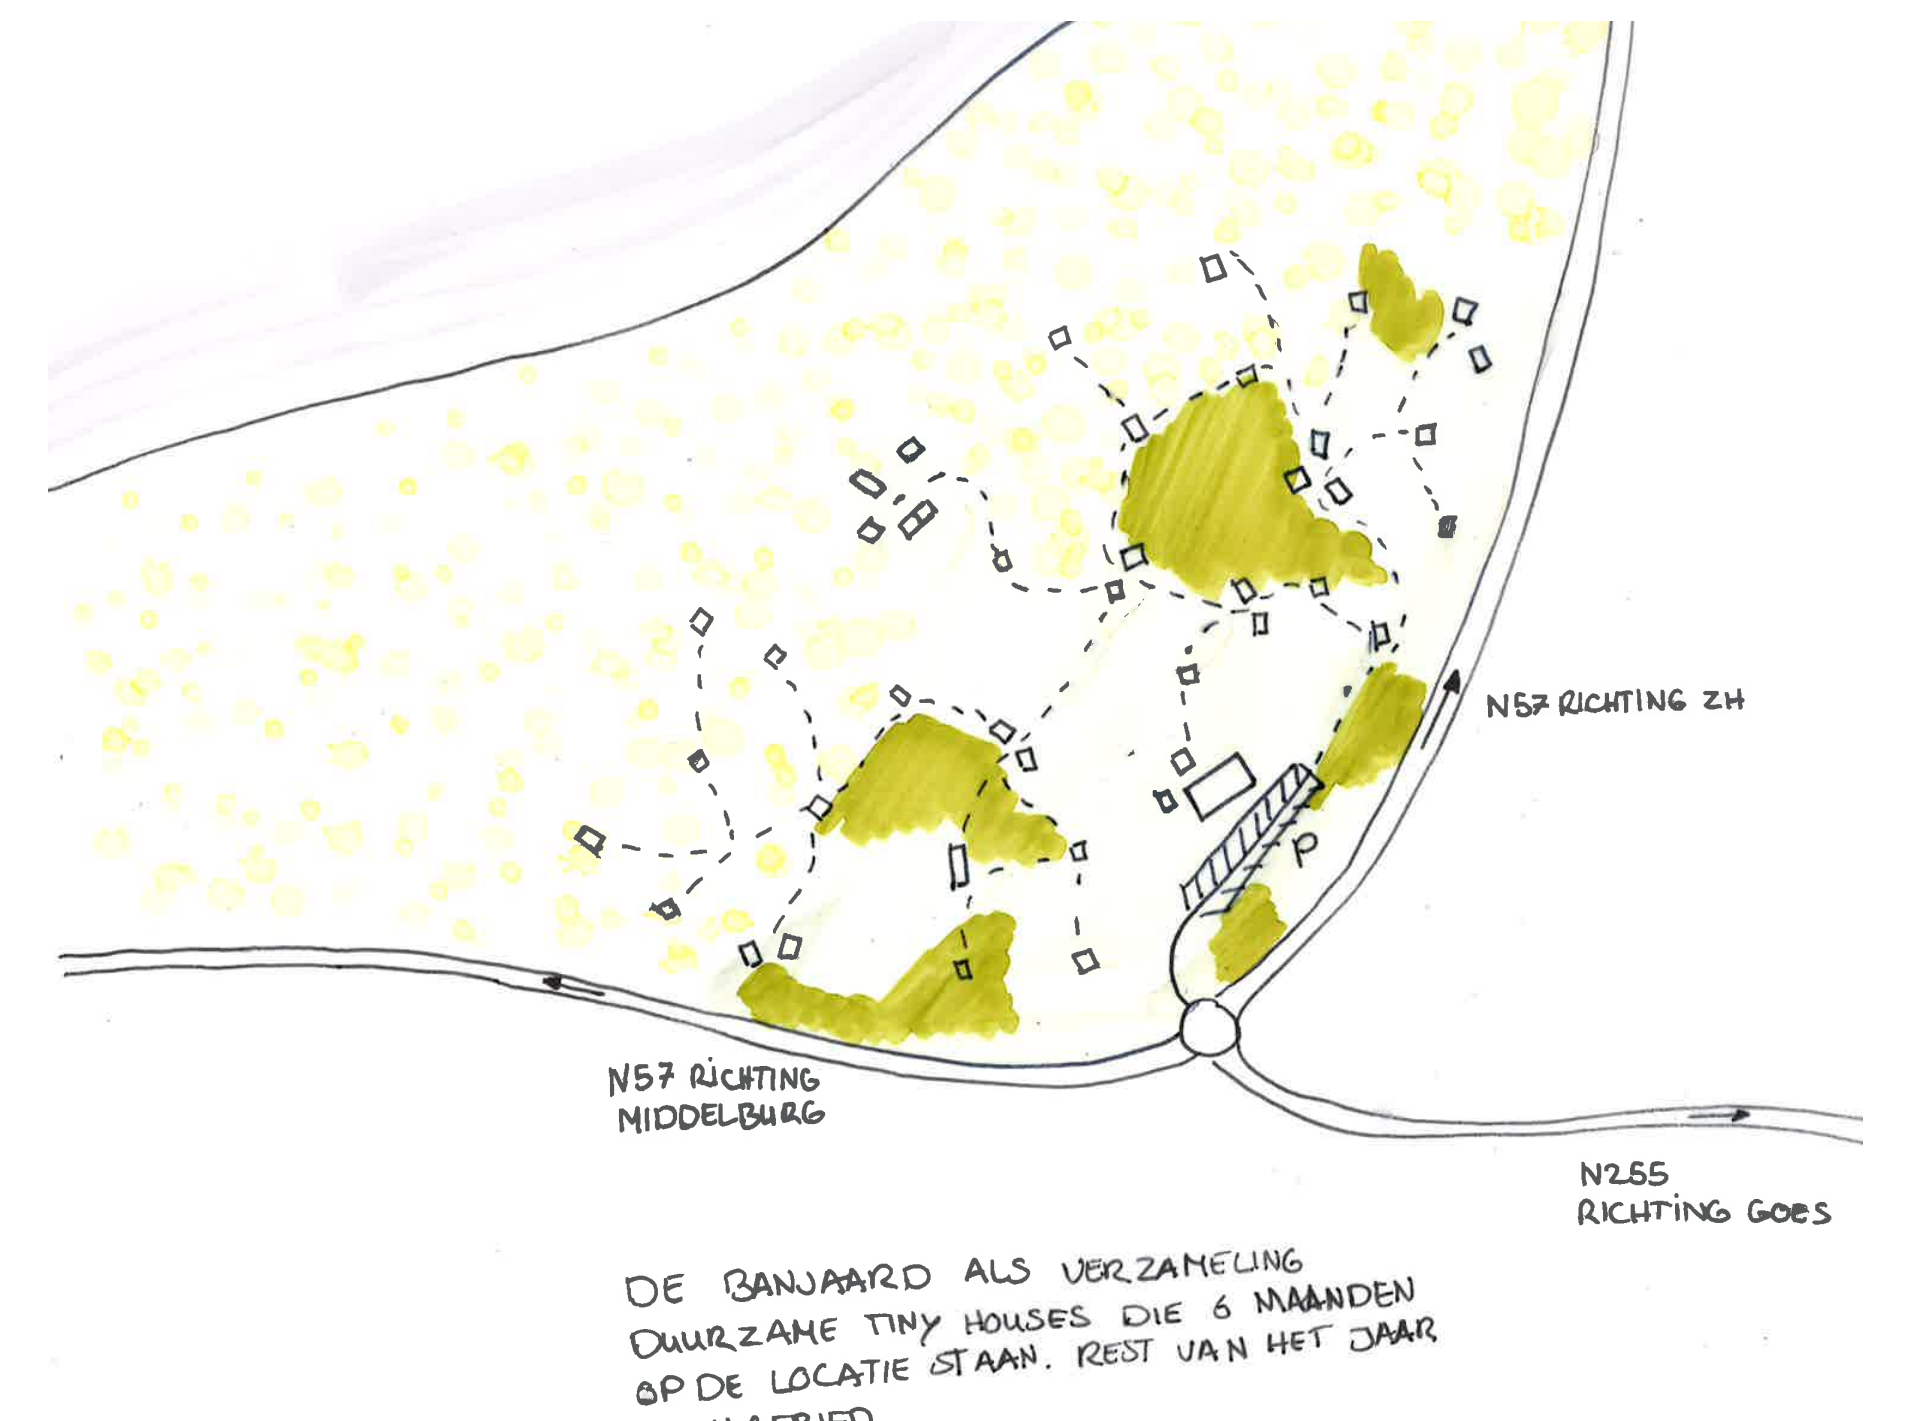 N57 RICHTING ZH
P
N57 RICHTING
MIDDELBURG
N255
RICHTING GOES
DE BANJAARD ALS VERZAMELING
DUURZAME TINY HOUSES DIE 6 MAANDEN
OP DE LOCATIE STAAN. REST VAN HET JAAR